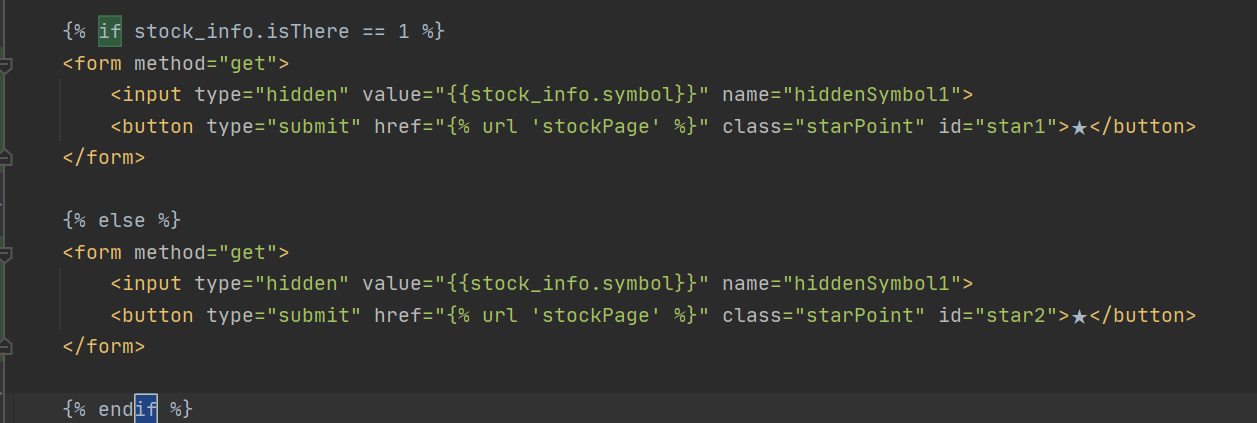 {% if stock_info.isThere == 1 %}
<form method="get">
<input type="hidden" value="{{stock_info.symbol}}" name="hiddenSymbol1">
<button type="submit" href="{% url 'stockPage' %}" class="starPoint" id="star1">★</button>
</form>
{% else %}
<form method="get">
<input type="hidden" value="{{stock_info.symbol}}" name="hiddenSymbol1">
<button type="submit" href="{% url 'stockPage' %}" class="starPoint" id="star2">★</button>
</form>
{% endif %}